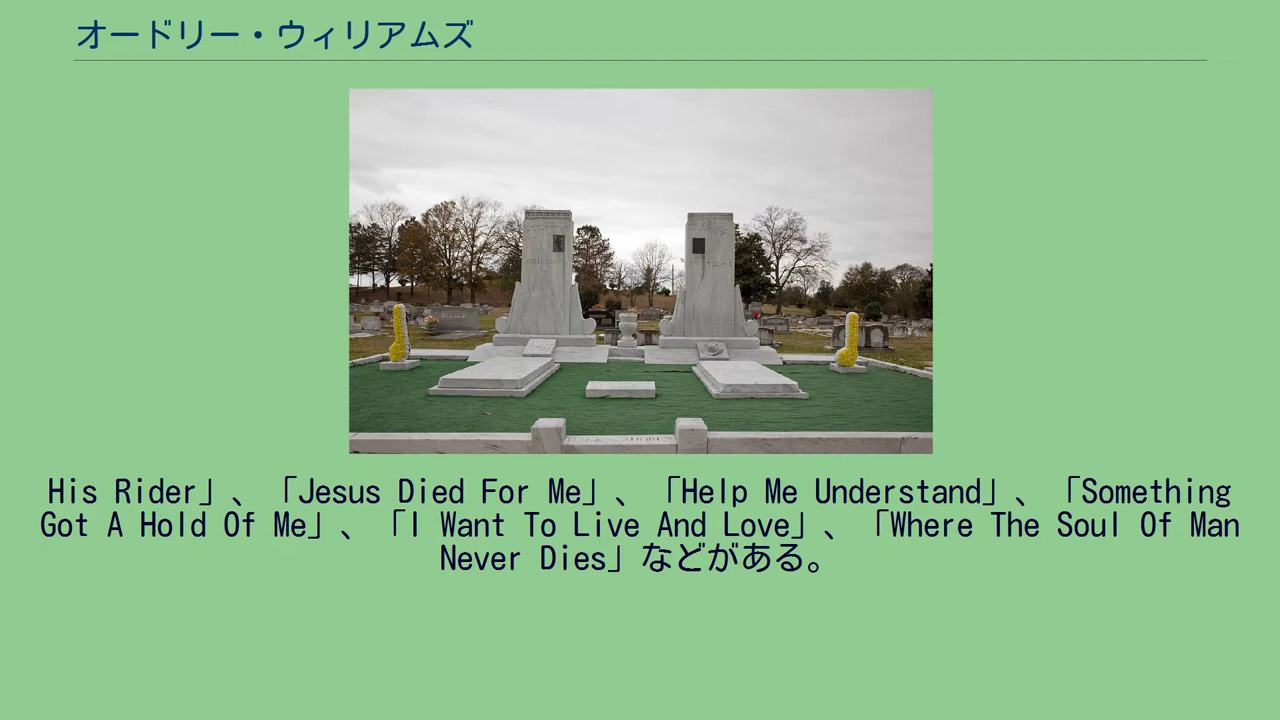 オードリー・ウィリアムズ
His Rider」、「Jesus Died For Me」、「Help Me Understand」、「Something
Got A Hold Of Me」、「I Want To Live And Love」、「Where The Soul Of Man
Never Dies」などがある。